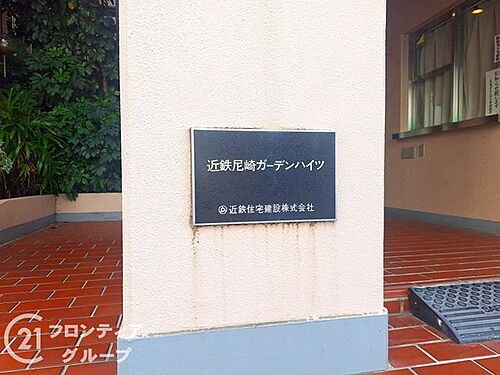 近鉄尼崎ガーデンハイツ
近鉄住宅建設株式会社
21
フロンティア
グループ